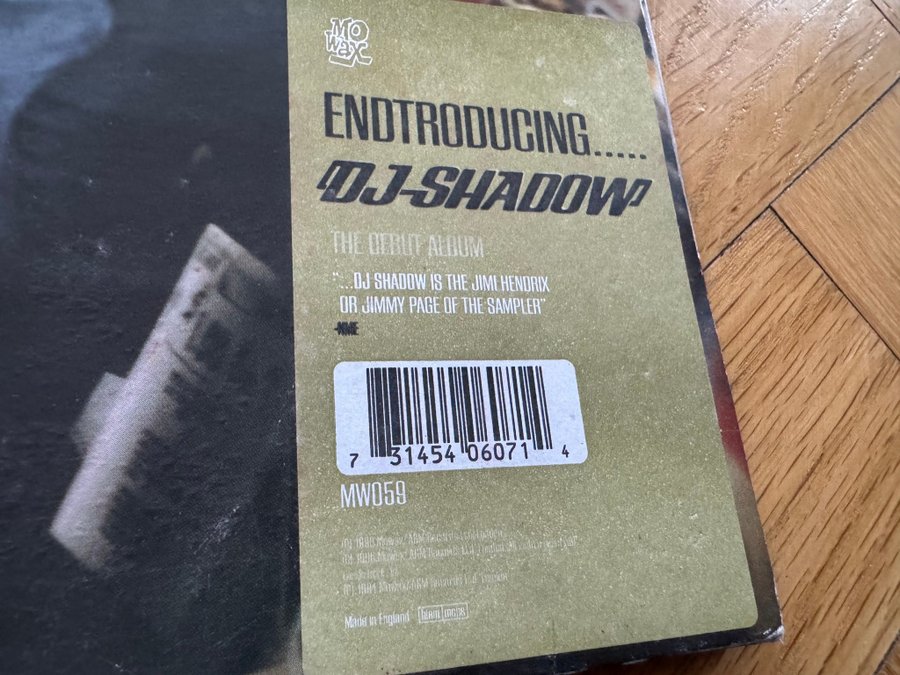 MO
WAX
ENDTRODUCING.....
DJ-SHADOW
THE DEBUT ALBUM
"...DJ SHADOW IS THE JIMI HENDRIX
OR JIMMY PAGE OF THE SAMPLER"
-NME
7 31454 06071 4
MW059
Made in England